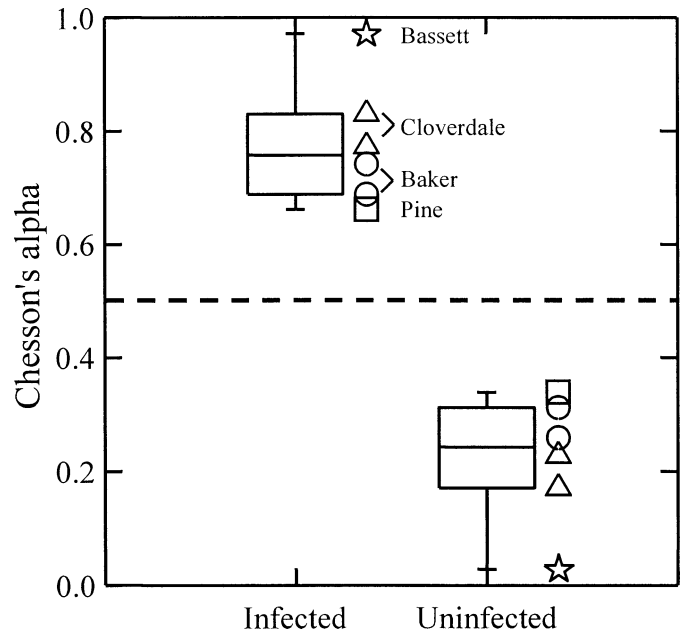 1.0
Bassett
0.8
Cloverdale
Baker
Pine
0.6
Chesson's alpha
0.4
0.2
0.0
Infected
Uninfected